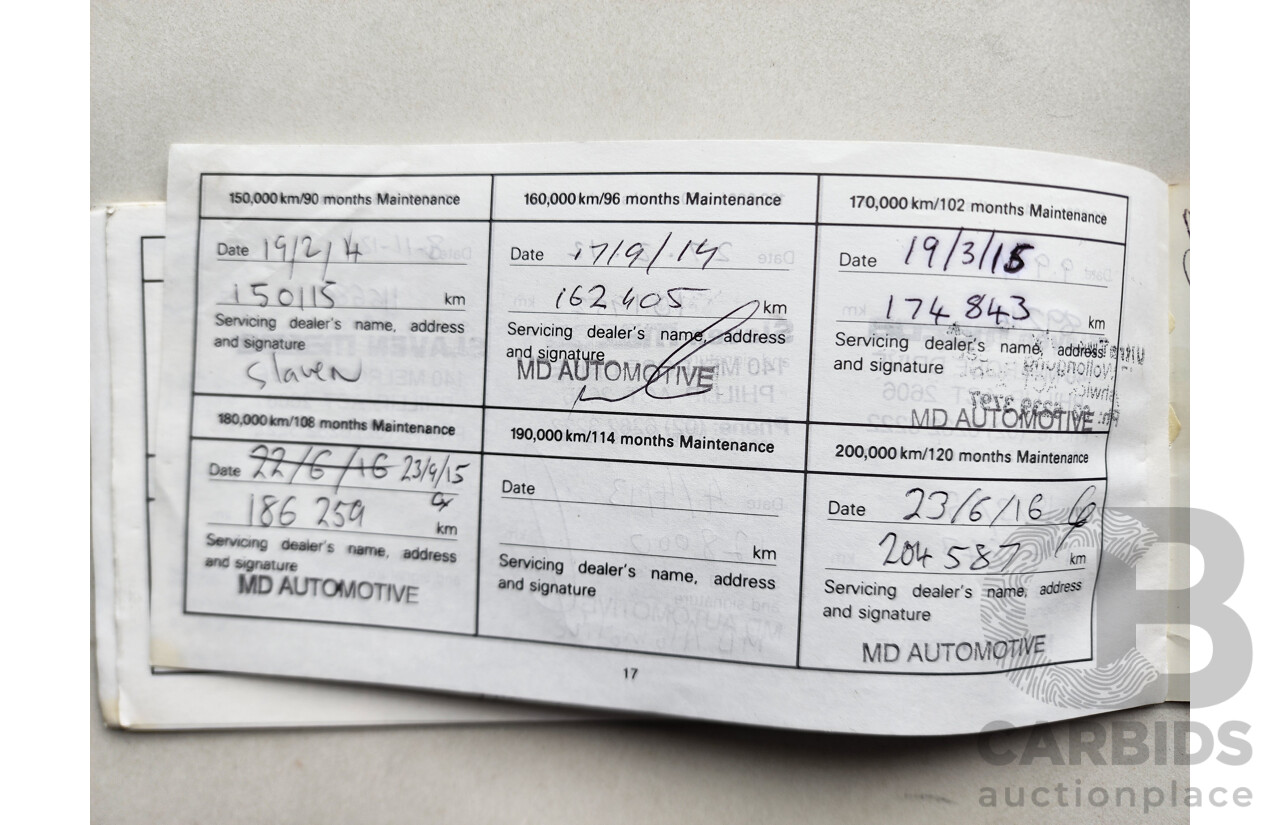 150,000 km/90 months Maintenance
Date 19/2/4
150115 km
Servicing dealer's name, address
and signature
Slaven
160,000 km/96 months Maintenance
Date 17/9/14
162405 km
Servicing dealer's name, address
and signature
MD AUTOMOTIVE
170,000 km/102 months Maintenance
Date 19/3/15
174 843 km
Servicing dealer's name, address
and signature
MD AUTOMOTIVE
180,000 km/108 months Maintenance
Date 22/6/16 23/9/15
186 259 km
Servicing dealer's name, address
and signature
MD AUTOMOTIVE
190,000 km/114 months Maintenance
Date
km
Servicing dealer's name, address
and signature
200,000 km/120 months Maintenance
Date 23/6/16
204 587 km
Servicing dealer's name, address
and signature
MD AUTOMOTIVE
17
CARBIDS
auctionplace